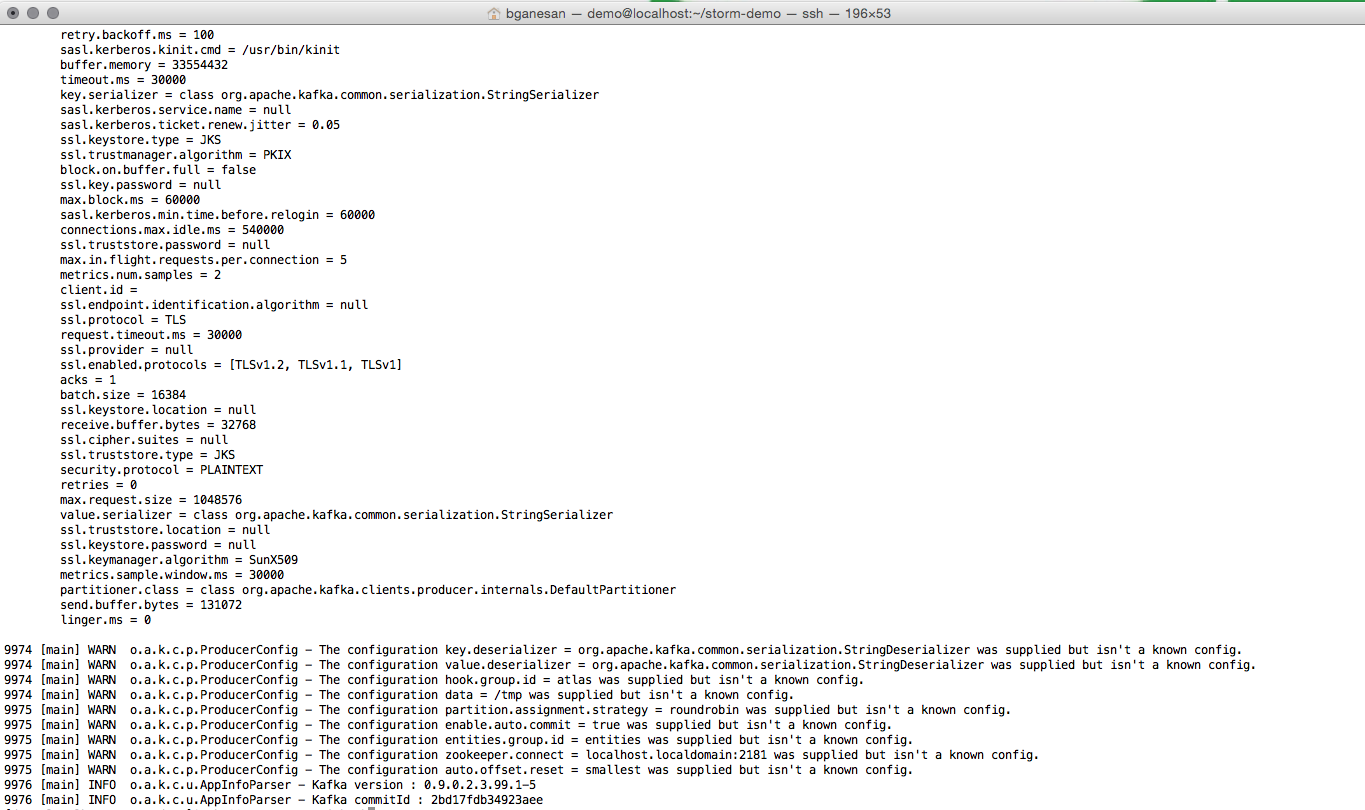 bganesan — demo@localhost:~/storm-demo — ssh — 196×53
retry.backoff.ms = 100
sasl.kerberos.kinit.cmd = /usr/bin/kinit
buffer.memory = 33554432
timeout.ms = 30000
key.serializer = class org.apache.kafka.common.serialization.StringSerializer
sasl.kerberos.service.name = null
sasl.kerberos.ticket.renew.jitter = 0.05
ssl.keystore.type = JKS
ssl.trustmanager.algorithm = PKIX
block.on.buffer.full = false
ssl.key.password = null
max.block.ms = 60000
sasl.kerberos.min.time.before.relogin = 60000
connections.max.idle.ms = 540000
ssl.truststore.password = null
max.in.flight.requests.per.connection = 5
metrics.num.samples = 2
client.id =
ssl.endpoint.identification.algorithm = null
ssl.protocol = TLS
request.timeout.ms = 30000
ssl.provider = null
ssl.enabled.protocols = [TLSv1.2, TLSv1.1, TLSv1]
acks = 1
batch.size = 16384
ssl.keystore.location = null
receive.buffer.bytes = 32768
ssl.cipher.suites = null
ssl.truststore.type = JKS
security.protocol = PLAINTEXT
retries = 0
max.request.size = 1048576
value.serializer = class org.apache.kafka.common.serialization.StringSerializer
ssl.truststore.location = null
ssl.keystore.password = null
ssl.keymanager.algorithm = SunX509
metrics.sample.window.ms = 30000
partitioner.class = class org.apache.kafka.clients.producer.internals.DefaultPartitioner
send.buffer.bytes = 131072
linger.ms = 0
9974 [main] WARN  o.a.k.c.p.ProducerConfig - The configuration key.deserializer = org.apache.kafka.common.serialization.StringDeserializer was supplied but isn't a known config.
9974 [main] WARN  o.a.k.c.p.ProducerConfig - The configuration value.deserializer = org.apache.kafka.common.serialization.StringDeserializer was supplied but isn't a known config.
9974 [main] WARN  o.a.k.c.p.ProducerConfig - The configuration hook.group.id = atlas was supplied but isn't a known config.
9974 [main] WARN  o.a.k.c.p.ProducerConfig - The configuration data = /tmp was supplied but isn't a known config.
9975 [main] WARN  o.a.k.c.p.ProducerConfig - The configuration partition.assignment.strategy = roundrobin was supplied but isn't a known config.
9975 [main] WARN  o.a.k.c.p.ProducerConfig - The configuration enable.auto.commit = true was supplied but isn't a known config.
9975 [main] WARN  o.a.k.c.p.ProducerConfig - The configuration entities.group.id = entities was supplied but isn't a known config.
9975 [main] WARN  o.a.k.c.p.ProducerConfig - The configuration zookeeper.connect = localhost.localdomain:2181 was supplied but isn't a known config.
9975 [main] WARN  o.a.k.c.p.ProducerConfig - The configuration auto.offset.reset = smallest was supplied but isn't a known config.
9976 [main] INFO  o.a.k.c.u.AppInfoParser - Kafka version : 0.9.0.2.3.99.1-5
9976 [main] INFO  o.a.k.c.u.AppInfoParser - Kafka commitId : 2bd17fdb34923aee